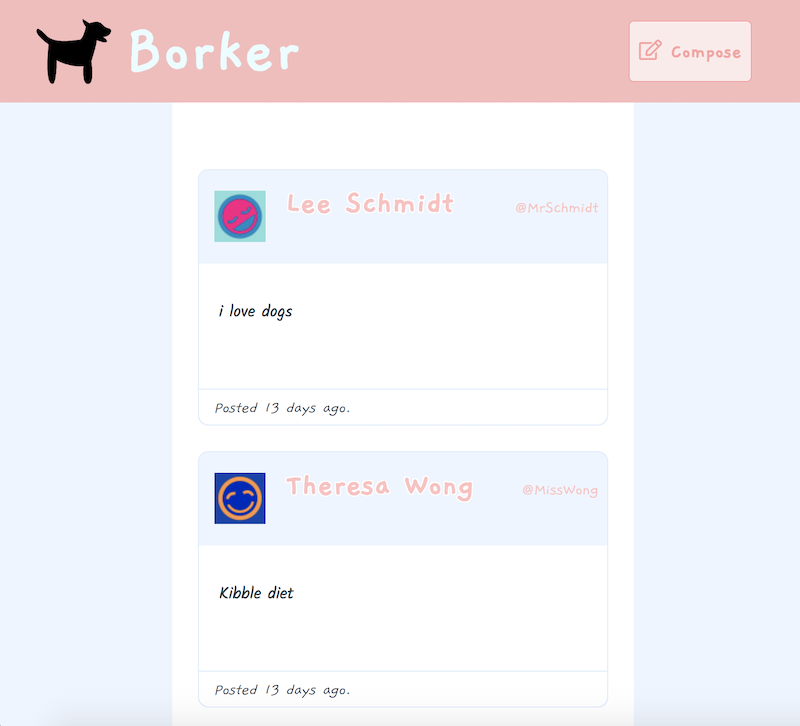 Borker
Compose
Lee Schmidt
@MrSchmidt
i love dogs
Posted 13 days ago.
Theresa Wong
@MissWong
Kibble diet
Posted 13 days ago.